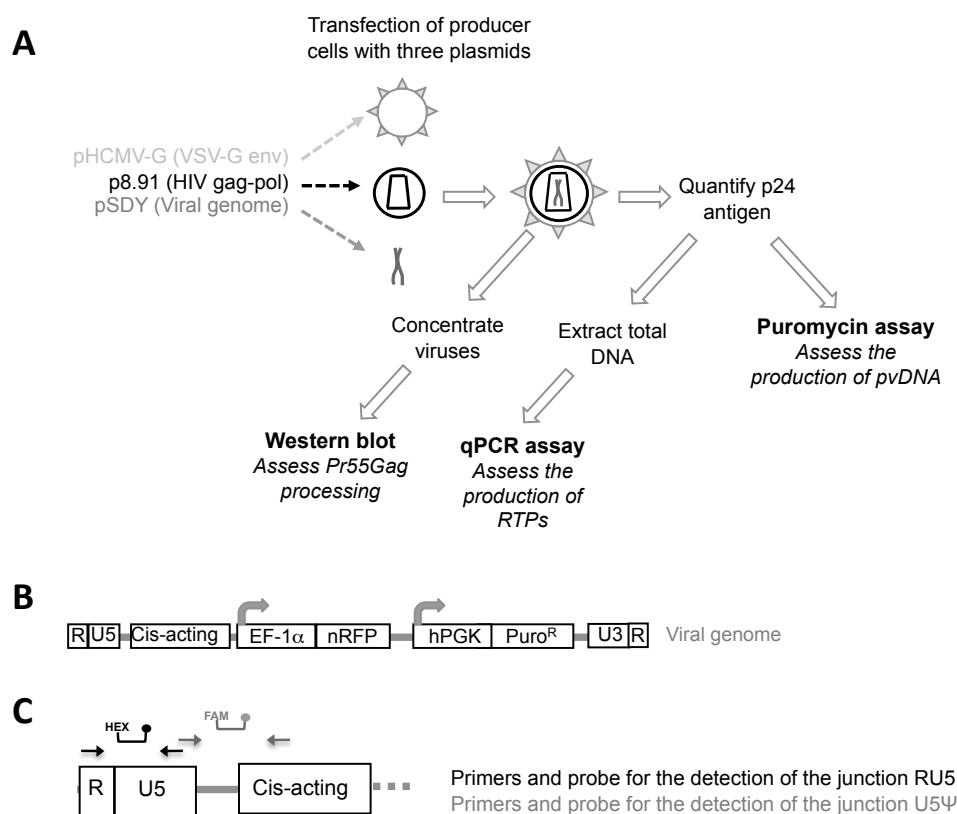 A
Transfection of producer
cells with three plasmids
pHCMV-G (VSV-G env)
p8.91 (HIV gag-pol)
pSDY (Viral genome)
Quantify p24
antigen
Concentrate
viruses
Extract total
DNA
Puromycin assay
Assess the
production of pvDNA
Western blot
Assess Pr55Gag
processing
qPCR assay
Assess the
production of
RTPs
B
R U5 Cis-acting EF-1α nRFP hPGK Puroᴿ U3 R Viral genome
C
HEX FAM
R U5 Cis-acting
Primers and probe for the detection of the junction RU5
Primers and probe for the detection of the junction U5Ψ